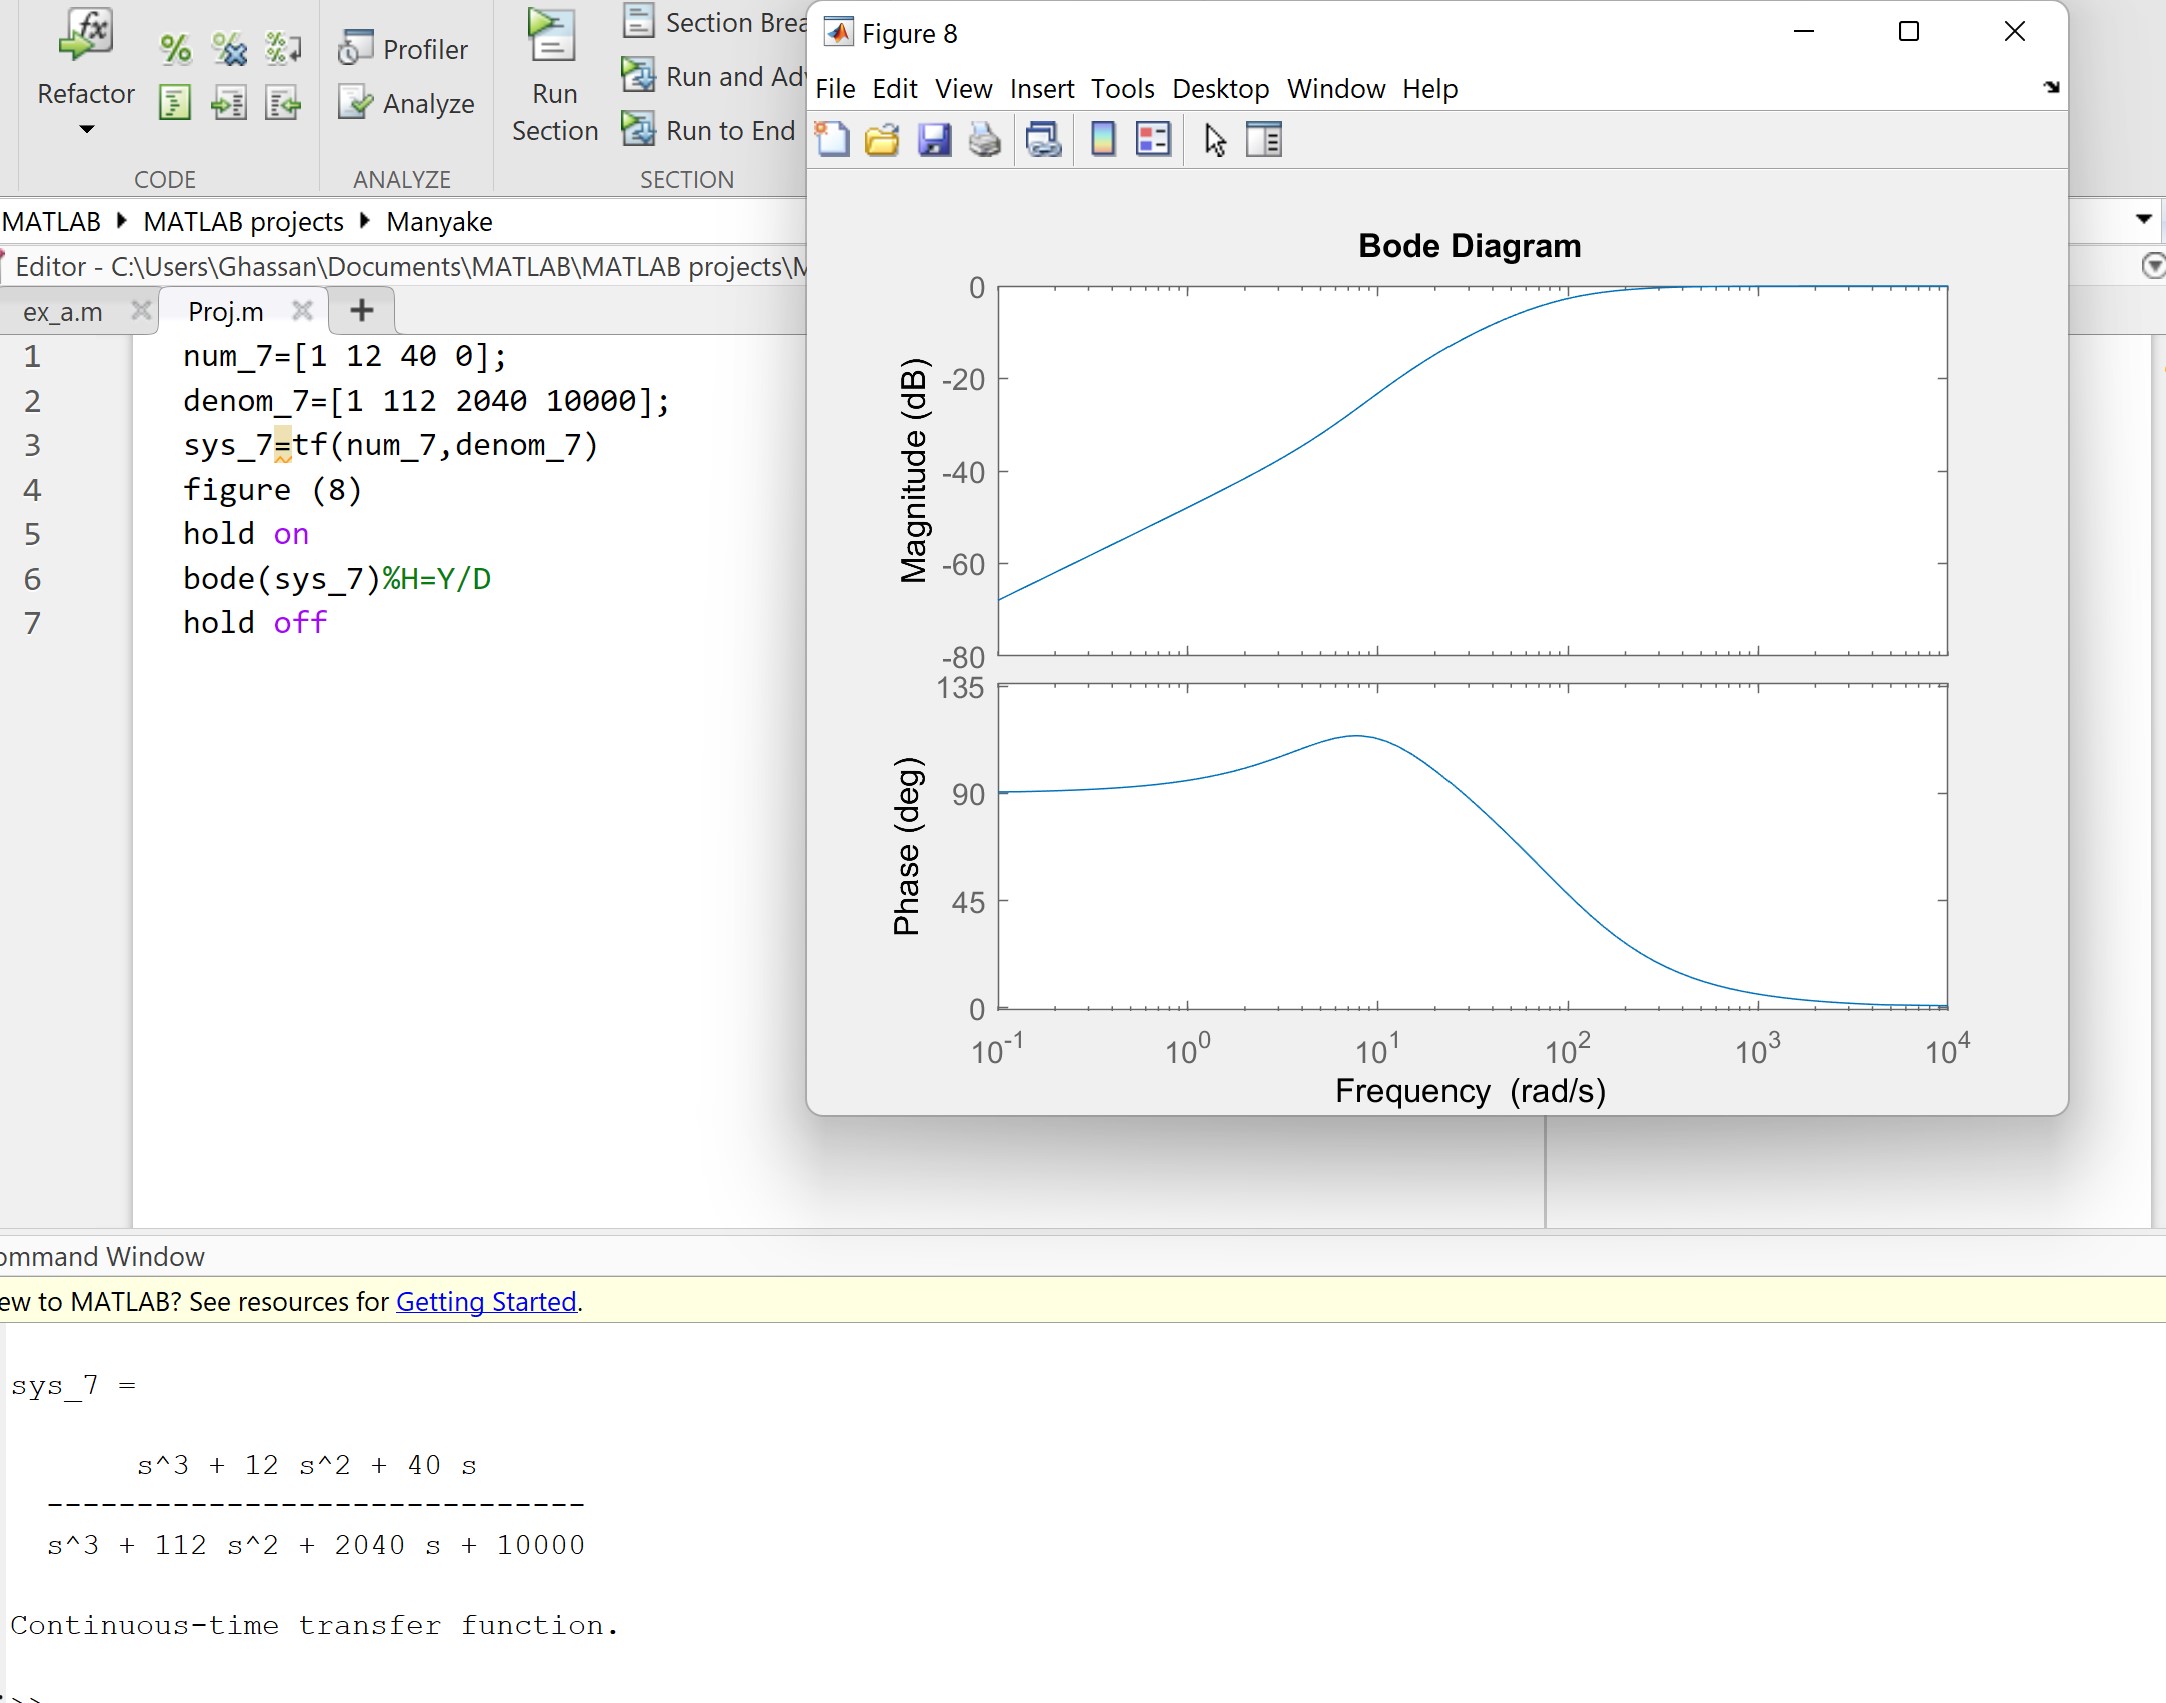 Refactor
Profiler
Analyze
Run
Section
Section Brea
Run and Adv
Run to End
CODE
ANALYZE
SECTION
MATLAB MATLAB projects Manyake
Editor - C:\Users\Ghassan\Documents\MATLAB\MATLAB projects\M
ex_a.m Proj.m
1 num_7=[1 12 40 0];
2 denom_7=[1 112 2040 10000];
3 sys_7=tf(num_7,denom_7)
4 figure (8)
5 hold on
6 bode(sys_7)%H=Y/D
7 hold off
Figure 8
File Edit View Insert Tools Desktop Window Help
Bode Diagram
Magnitude (dB)
0
-20
-40
-60
-80
Phase (deg)
135
90
45
0
10^-1 10^0 10^1 10^2 10^3 10^4
Frequency (rad/s)
ommand Window
ew to MATLAB? See resources for Getting Started.
sys_7 =
s^3 + 12 s^2 + 40 s
------------------------------
s^3 + 112 s^2 + 2040 s + 10000
Continuous-time transfer function.
>>